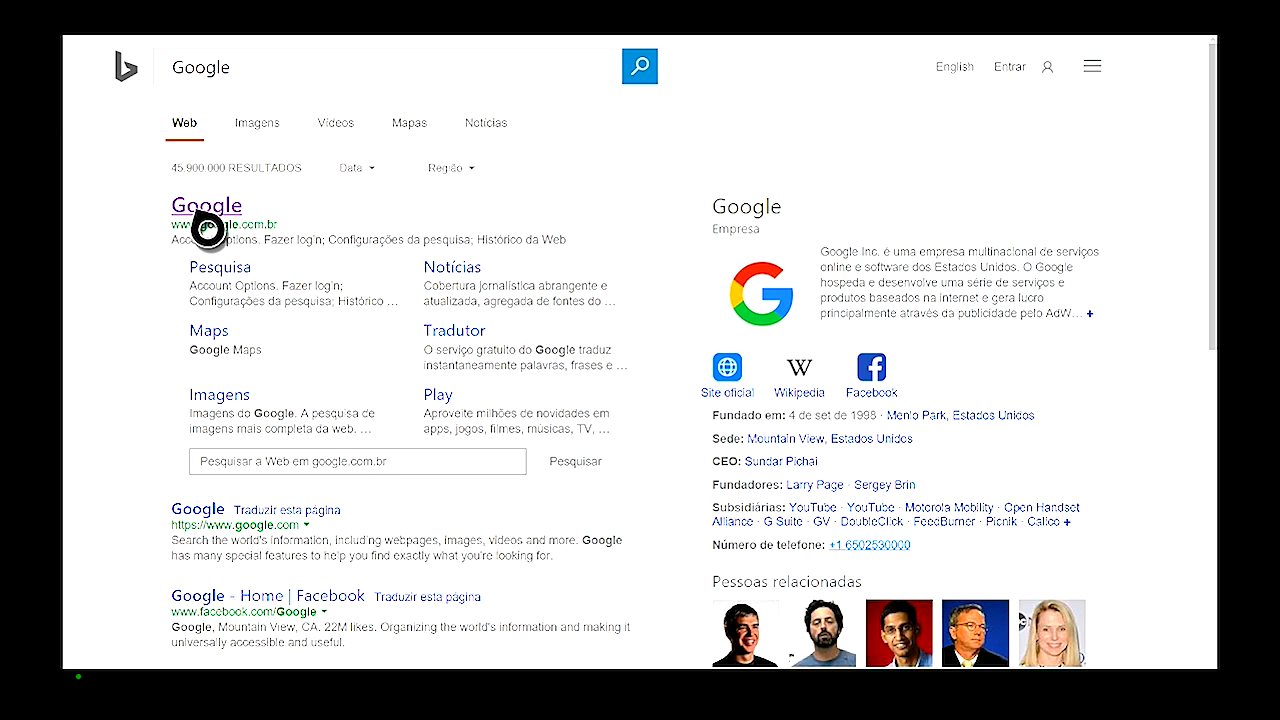 Google
English Entrar
Web Imagens Vídeos Mapas Notícias
45.900.000 RESULTADOS Data Região
Google
www.google.com.br
Account Options. Fazer login; Configurações da pesquisa; Histórico da Web
Pesquisa
Account Options. Fazer login;
Configurações da pesquisa; Histórico ...
Notícias
Cobertura jornalística abrangente e
atualizada, agregada de fontes do ...
Maps
Google Maps
Tradutor
O serviço gratuito do Google traduz
instantaneamente palavras, frases e ...
Imagens
Imagens do Google. A pesquisa de
imagens mais completa da web. ...
Play
Aproveite milhões de novidades em
apps, jogos, filmes, músicas, TV, ...
Pesquisar a Web em google.com.br Pesquisar
Google Traduzir esta página
https://www.google.com
Search the world's information, including webpages, images, videos and more. Google
has many special features to help you find exactly what you're looking for.
Google - Home | Facebook Traduzir esta página
www.facebook.com/Google
Google, Mountain View, CA. 22M likes. Organizing the world's information and making it
universally accessible and useful.
Google
Empresa
Google Inc. é uma empresa multinacional de serviços
online e software dos Estados Unidos. O Google
hospeda e desenvolve uma série de serviços e
produtos baseados na internet e gera lucro
principalmente através da publicidade pelo AdW... +
Site oficial Wikipedia Facebook
Fundado em: 4 de set de 1998 · Menlo Park, Estados Unidos
Sede: Mountain View, Estados Unidos
CEO: Sundar Pichai
Fundadores: Larry Page · Sergey Brin
Subsidiárias: YouTube · YouTube · Motorola Mobility · Open Handset
Alliance · G Suite · GV · DoubleClick · FeedBurner · Picnik · Calico +
Número de telefone: +1 6502530000
Pessoas relacionadas